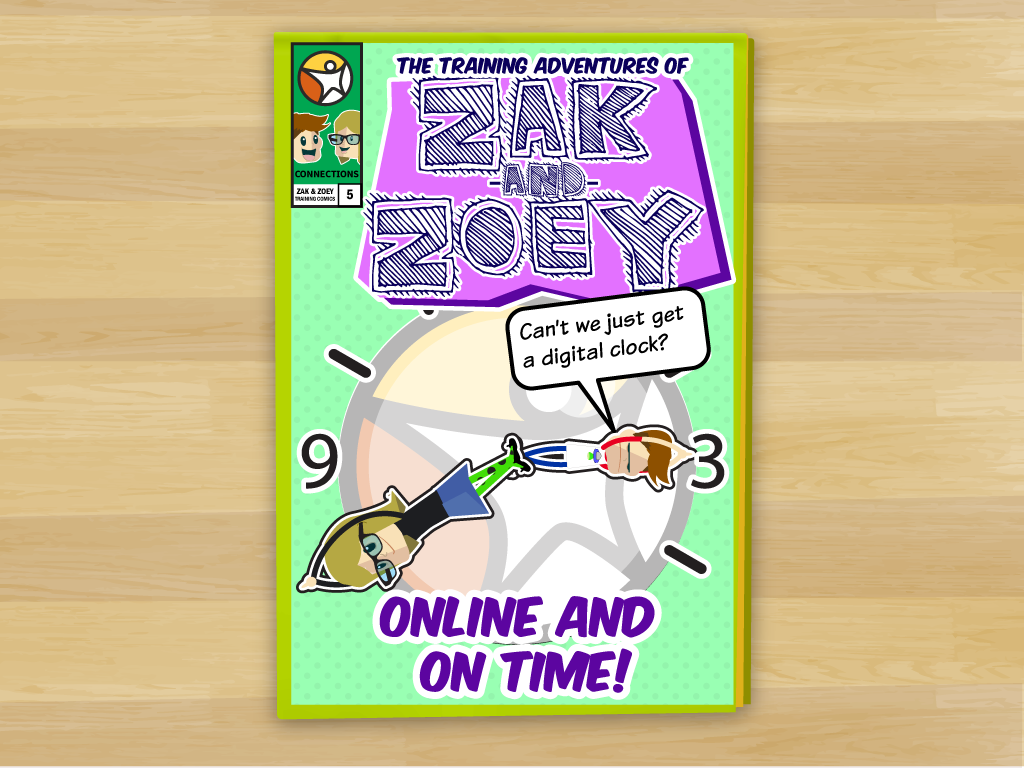 THE TRAINING ADVENTURES OF
ZAK
AND
ZOEY
CONNECTIONS
ZAK & ZOEY
TRAINING COMICS
5
Can't we just get
a digital clock?
9
3
ONLINE AND
ON TIME!